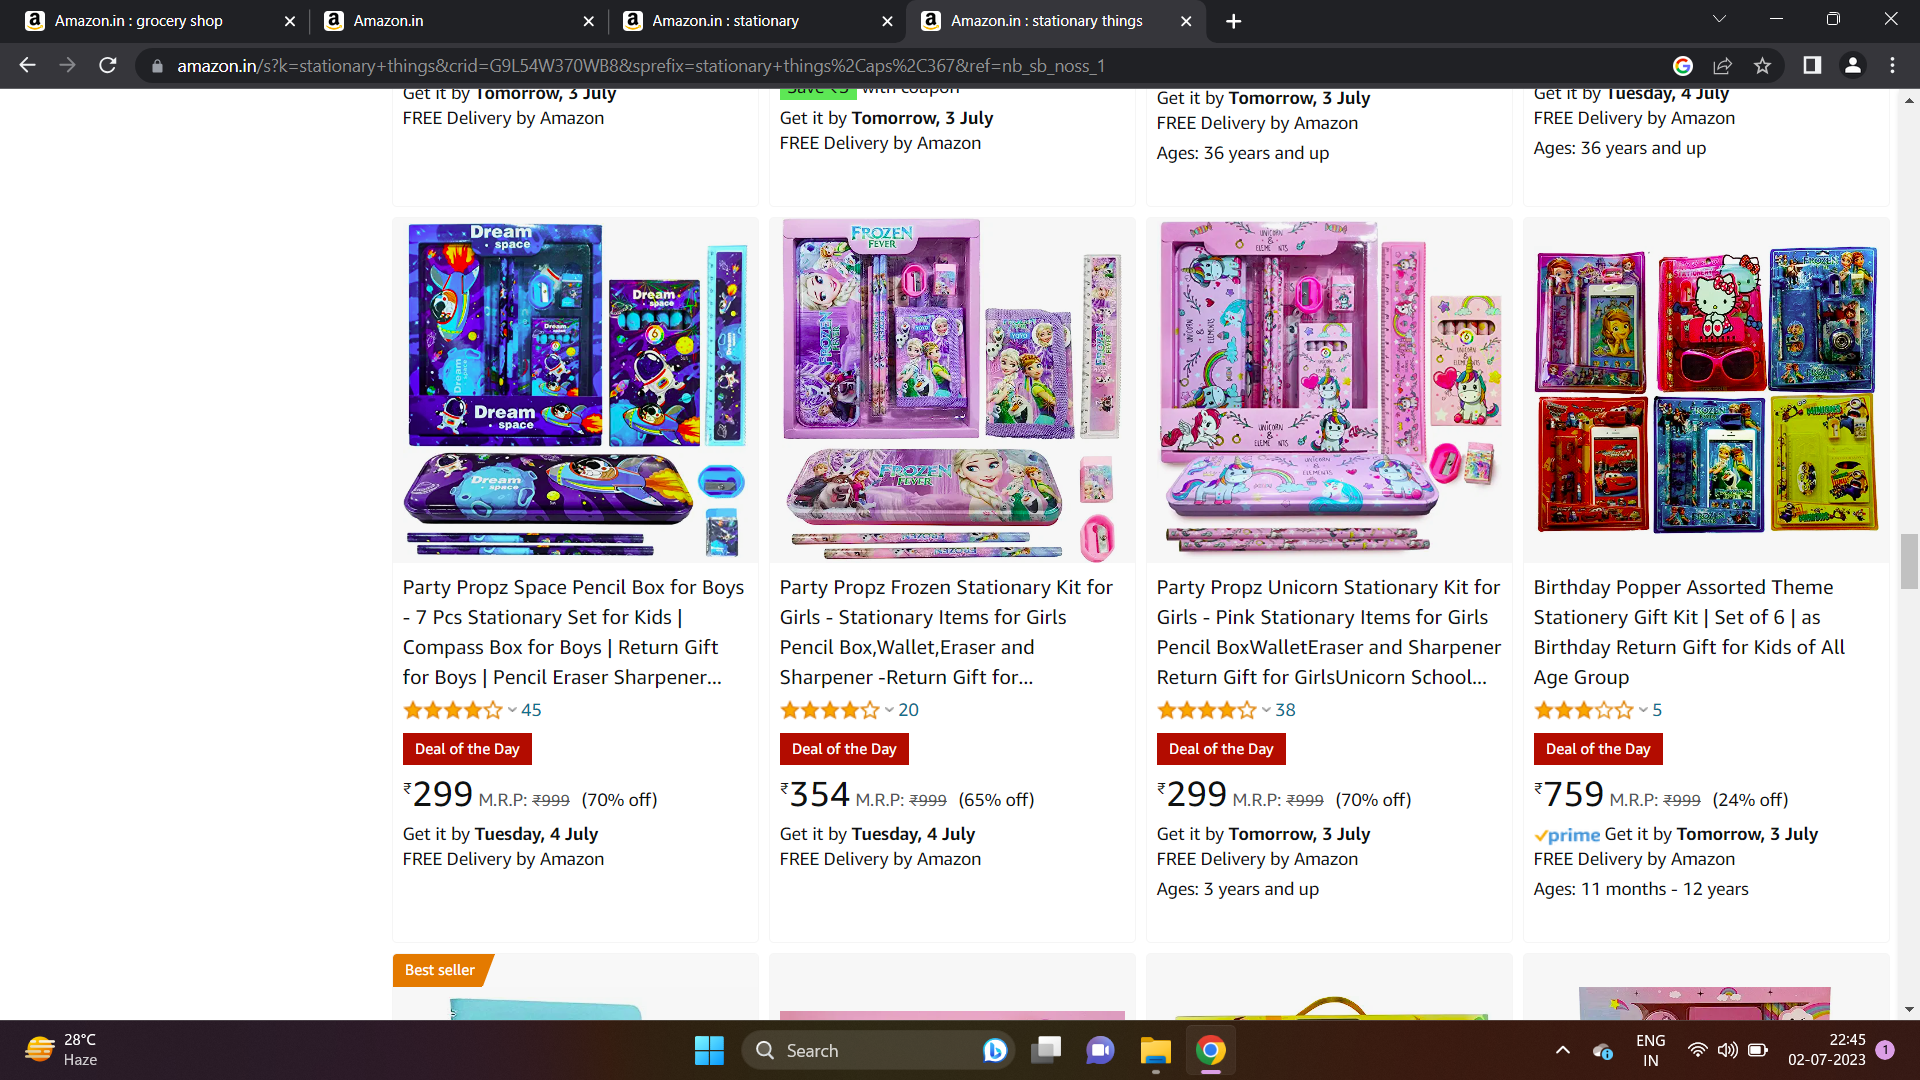 Amazon.in : grocery shop
Amazon.in
Amazon.in : stationary
Amazon.in : stationary things
amazon.in/s?k=stationary+things&crid=G9L54W370WB8&sprefix=stationary+things%2Caps%2C367&ref=nb_sb_noss_1
Get it by Tomorrow, 3 July
FREE Delivery by Amazon
Save ₹5 with coupon
Get it by Tomorrow, 3 July
FREE Delivery by Amazon
Get it by Tomorrow, 3 July
FREE Delivery by Amazon
Ages: 36 years and up
Get it by Tuesday, 4 July
FREE Delivery by Amazon
Ages: 36 years and up
Dream
space
Dream
space
Dream
space
Dream
space
FROZEN
FEVER
FROZEN
FROZEN
FEVER
UNICORN
&
ELEMENTS
UNICORN
&
ELEMENTS
Party Propz Space Pencil Box for Boys
- 7 Pcs Stationary Set for Kids |
Compass Box for Boys | Return Gift
for Boys | Pencil Eraser Sharpener...
45
Deal of the Day
₹299 M.R.P: ₹999 (70% off)
Get it by Tuesday, 4 July
FREE Delivery by Amazon
Party Propz Frozen Stationary Kit for
Girls - Stationary Items for Girls
Pencil Box,Wallet,Eraser and
Sharpener -Return Gift for...
20
Deal of the Day
₹354 M.R.P: ₹999 (65% off)
Get it by Tuesday, 4 July
FREE Delivery by Amazon
Party Propz Unicorn Stationary Kit for
Girls - Pink Stationary Items for Girls
Pencil BoxWalletEraser and Sharpener
Return Gift for GirlsUnicorn School...
38
Deal of the Day
₹299 M.R.P: ₹999 (70% off)
Get it by Tomorrow, 3 July
FREE Delivery by Amazon
Ages: 3 years and up
Birthday Popper Assorted Theme
Stationery Gift Kit | Set of 6 | as
Birthday Return Gift for Kids of All
Age Group
5
Deal of the Day
₹759 M.R.P: ₹999 (24% off)
prime Get it by Tomorrow, 3 July
FREE Delivery by Amazon
Ages: 11 months - 12 years
Best seller
28°C
Haze
Search
ENG
IN
22:45
02-07-2023
1